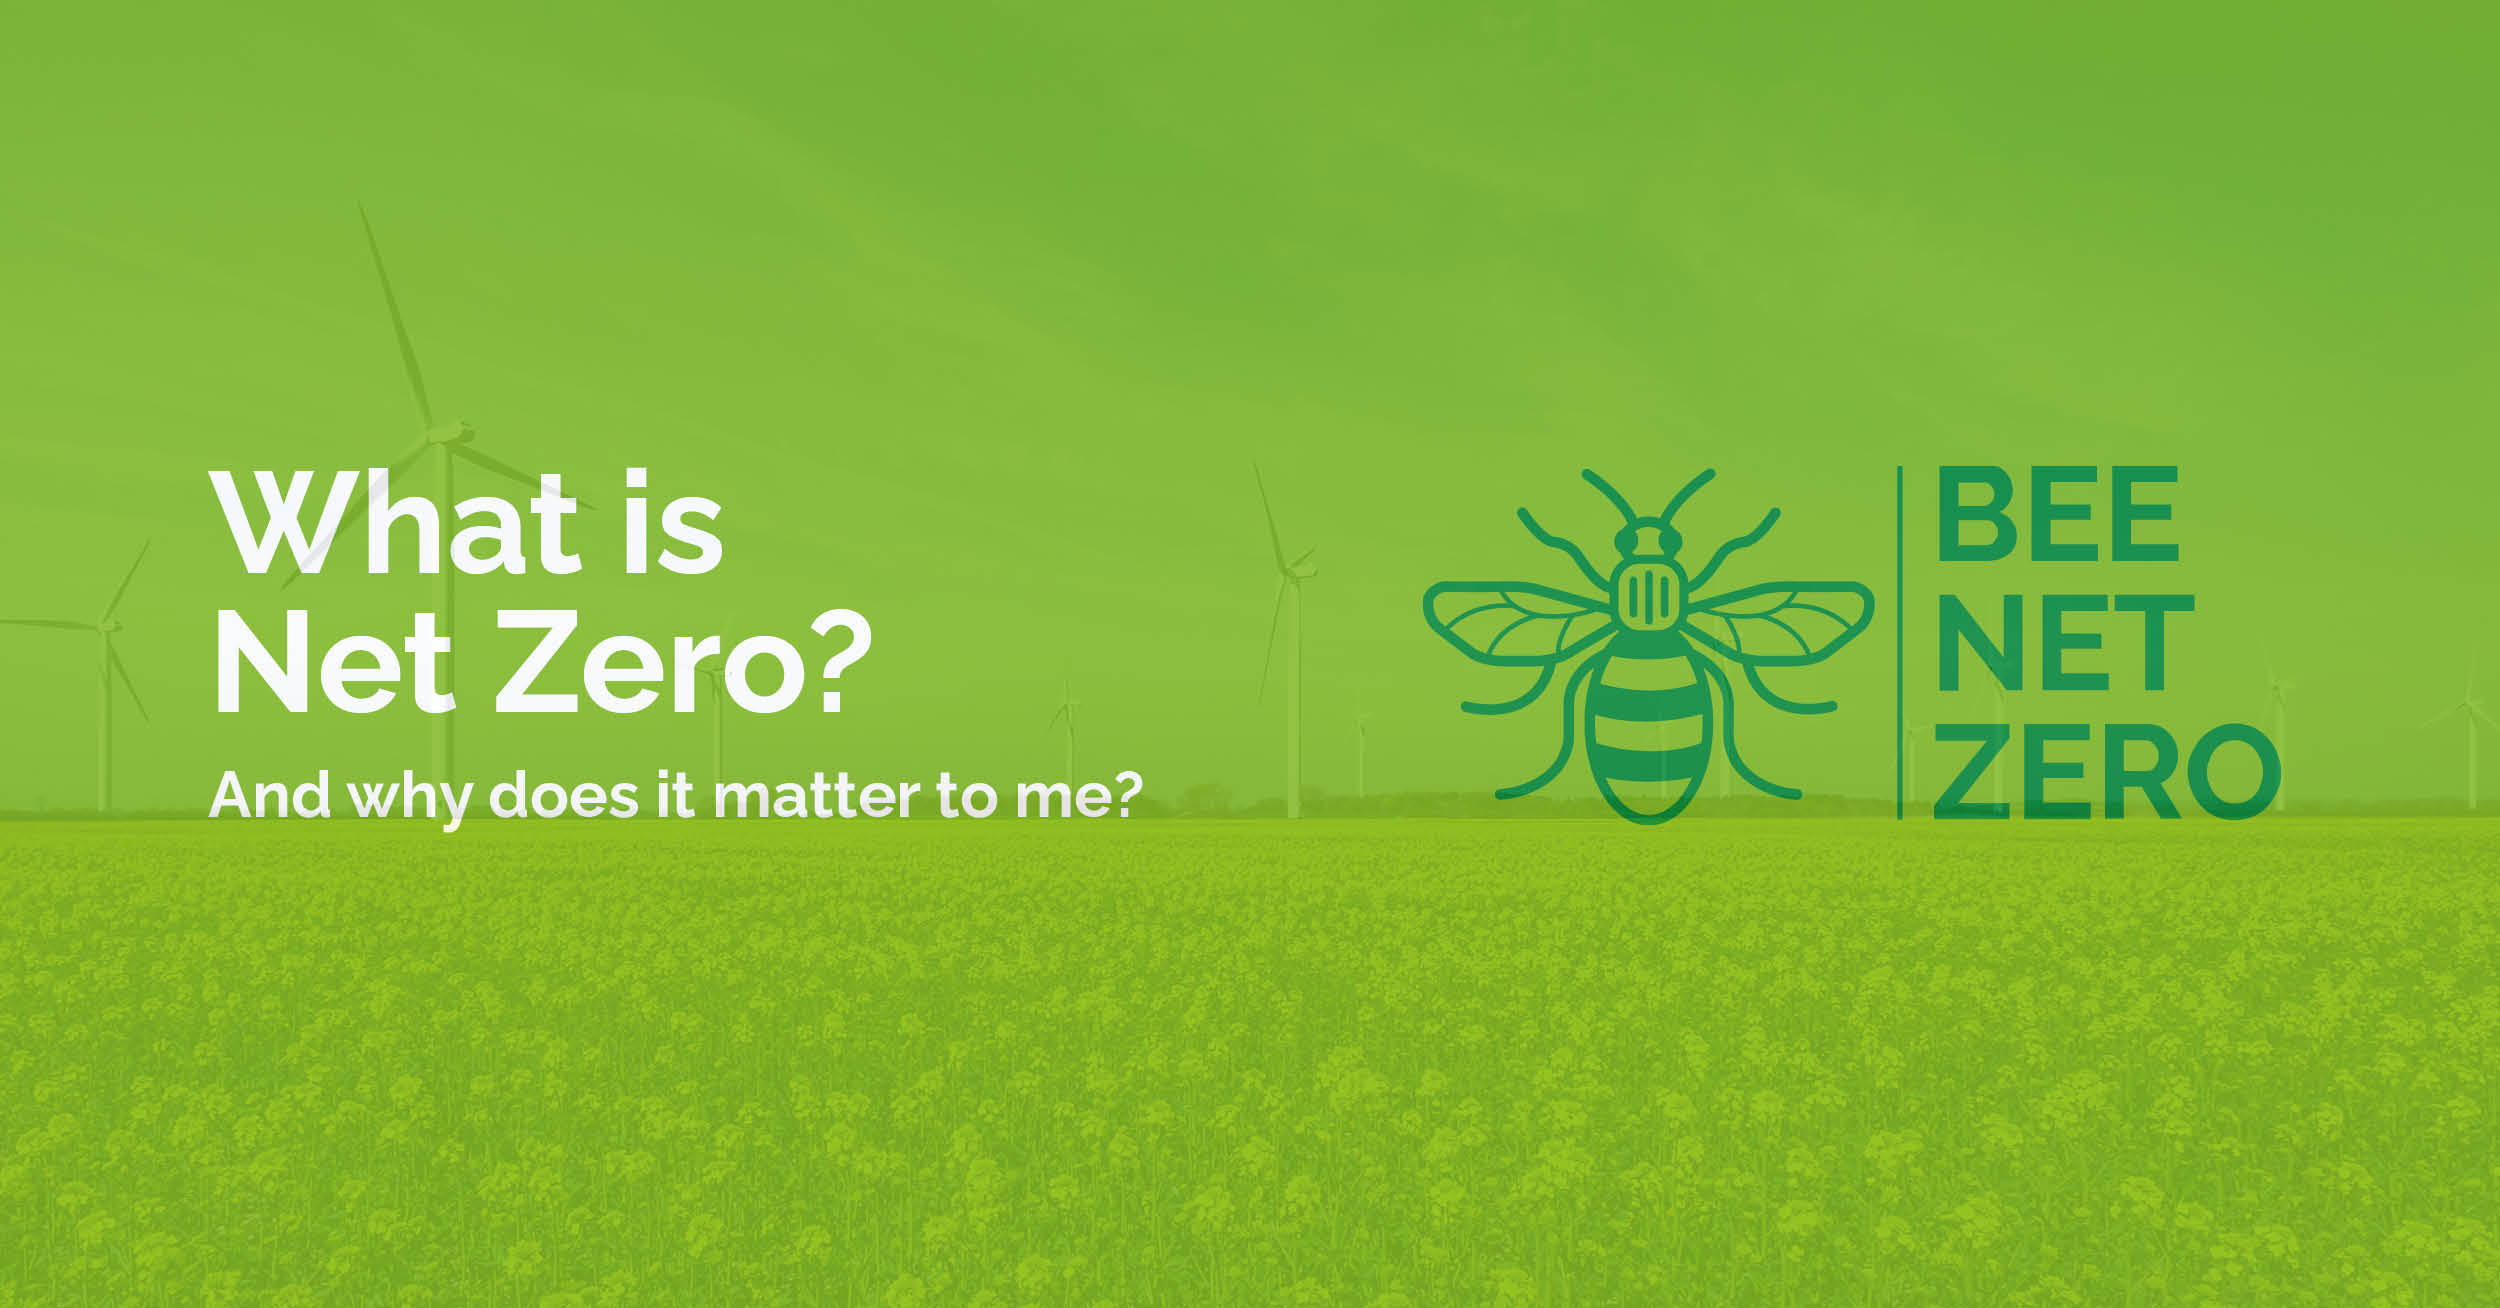 What is
Net Zero?
And why does it matter to me?
BEE
NET
ZERO